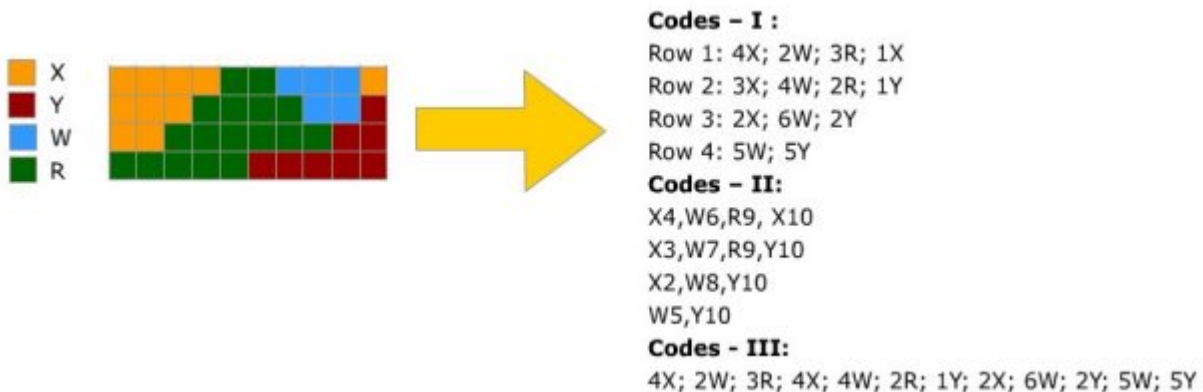 X
Y
W
R
Codes – I :
Row 1: 4X; 2W; 3R; 1X
Row 2: 3X; 4W; 2R; 1Y
Row 3: 2X; 6W; 2Y
Row 4: 5W; 5Y
Codes – II:
X4,W6,R9, X10
X3,W7,R9,Y10
X2,W8,Y10
W5,Y10
Codes - III:
4X; 2W; 3R; 4X; 4W; 2R; 1Y; 2X; 6W; 2Y; 5W; 5Y